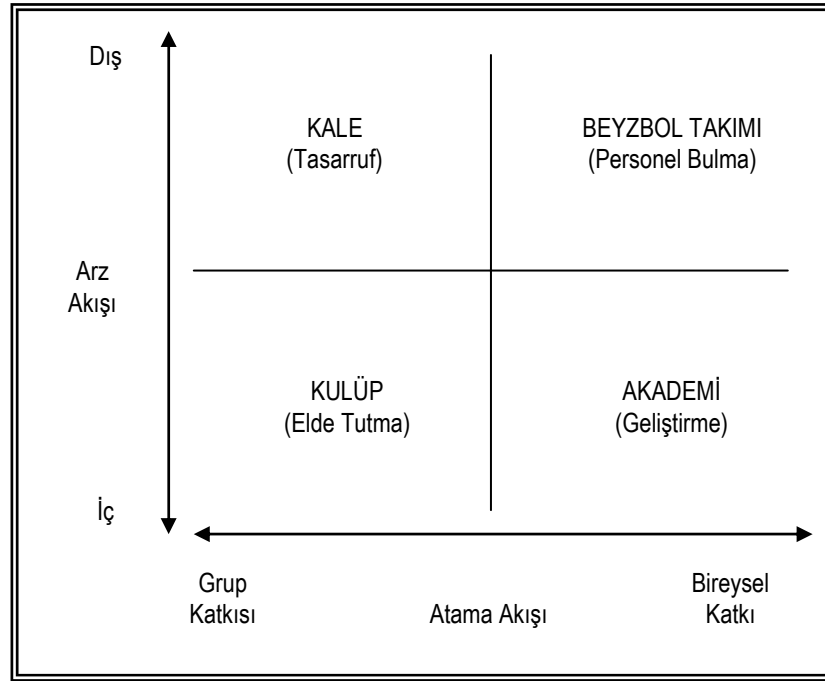 Dış
KALE
(Tasarruf)
BEYZBOL TAKIMI
(Personel Bulma)
Arz
Akışı
KULÜP
(Elde Tutma)
AKADEMİ
(Geliştirme)
İç
Grup
Katkısı
Atama Akışı
Bireysel
Katkı